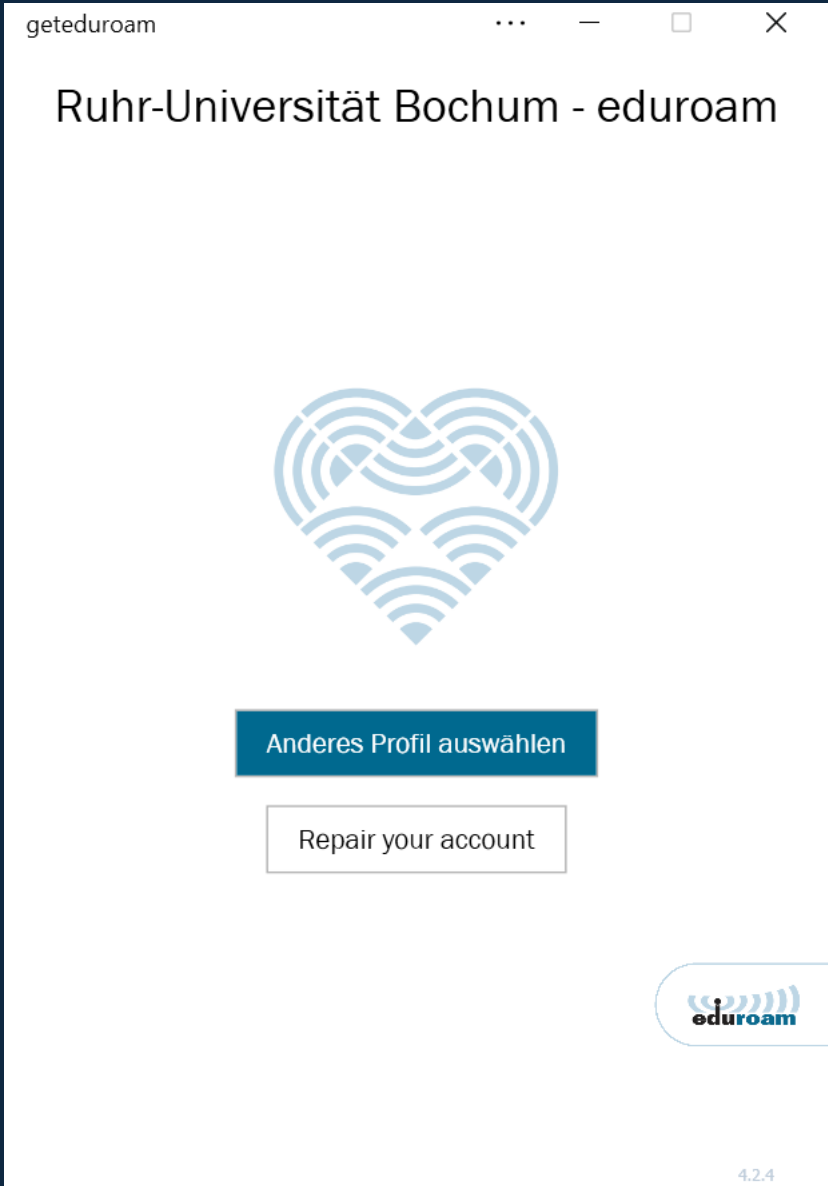 geteduroam
Ruhr-Universität Bochum - eduroam
Anderes Profil auswählen
Repair your account
eduroam
4.2.4